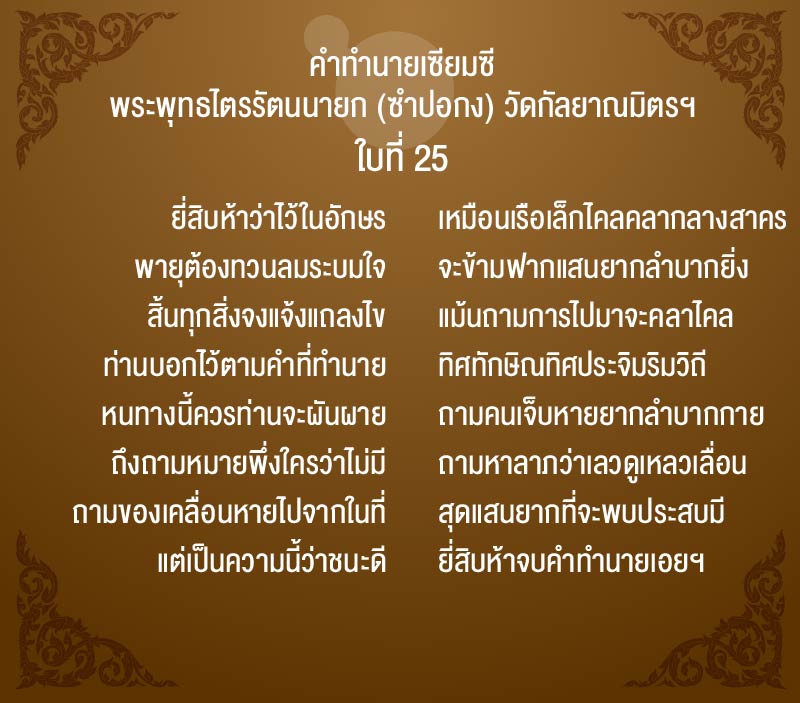 คำทำนายเซียมซี
พระพุทธไตรรัตนนายก (ซำปอกง) วัดกัลยาณมิตรฯ
ใบที่ 25
ยี่สิบห้าว่าไว้ในอักษร เหมือนเรือเล็กไคลคลากลางสาคร
พายุต้องทวนลมระบมใจ จะข้ามฟากแสนยากลำบากยิ่ง
สิ้นทุกสิ่งจงแจ้งแถลงไข แม้นถามการไปมาจะคลาไคล
ท่านบอกไว้ตามคำที่ทำนาย ทิศทักษิณทิศประจิมริมวิถี
หนทางนี้ควรท่านจะผันผาย ถามคนเจ็บหายยากลำบากกาย
ถึงถามหมายพึ่งใครว่าไม่มี ถามหาลาภว่าเลวดูเหลวเลื่อน
ถามของเคลื่อนหายไปจากในที่ สุดแสนยากที่จะพบประสบมี
แต่เป็นความนี้ว่าชนะดี ยี่สิบห้าจบคำทำนายเอยฯ